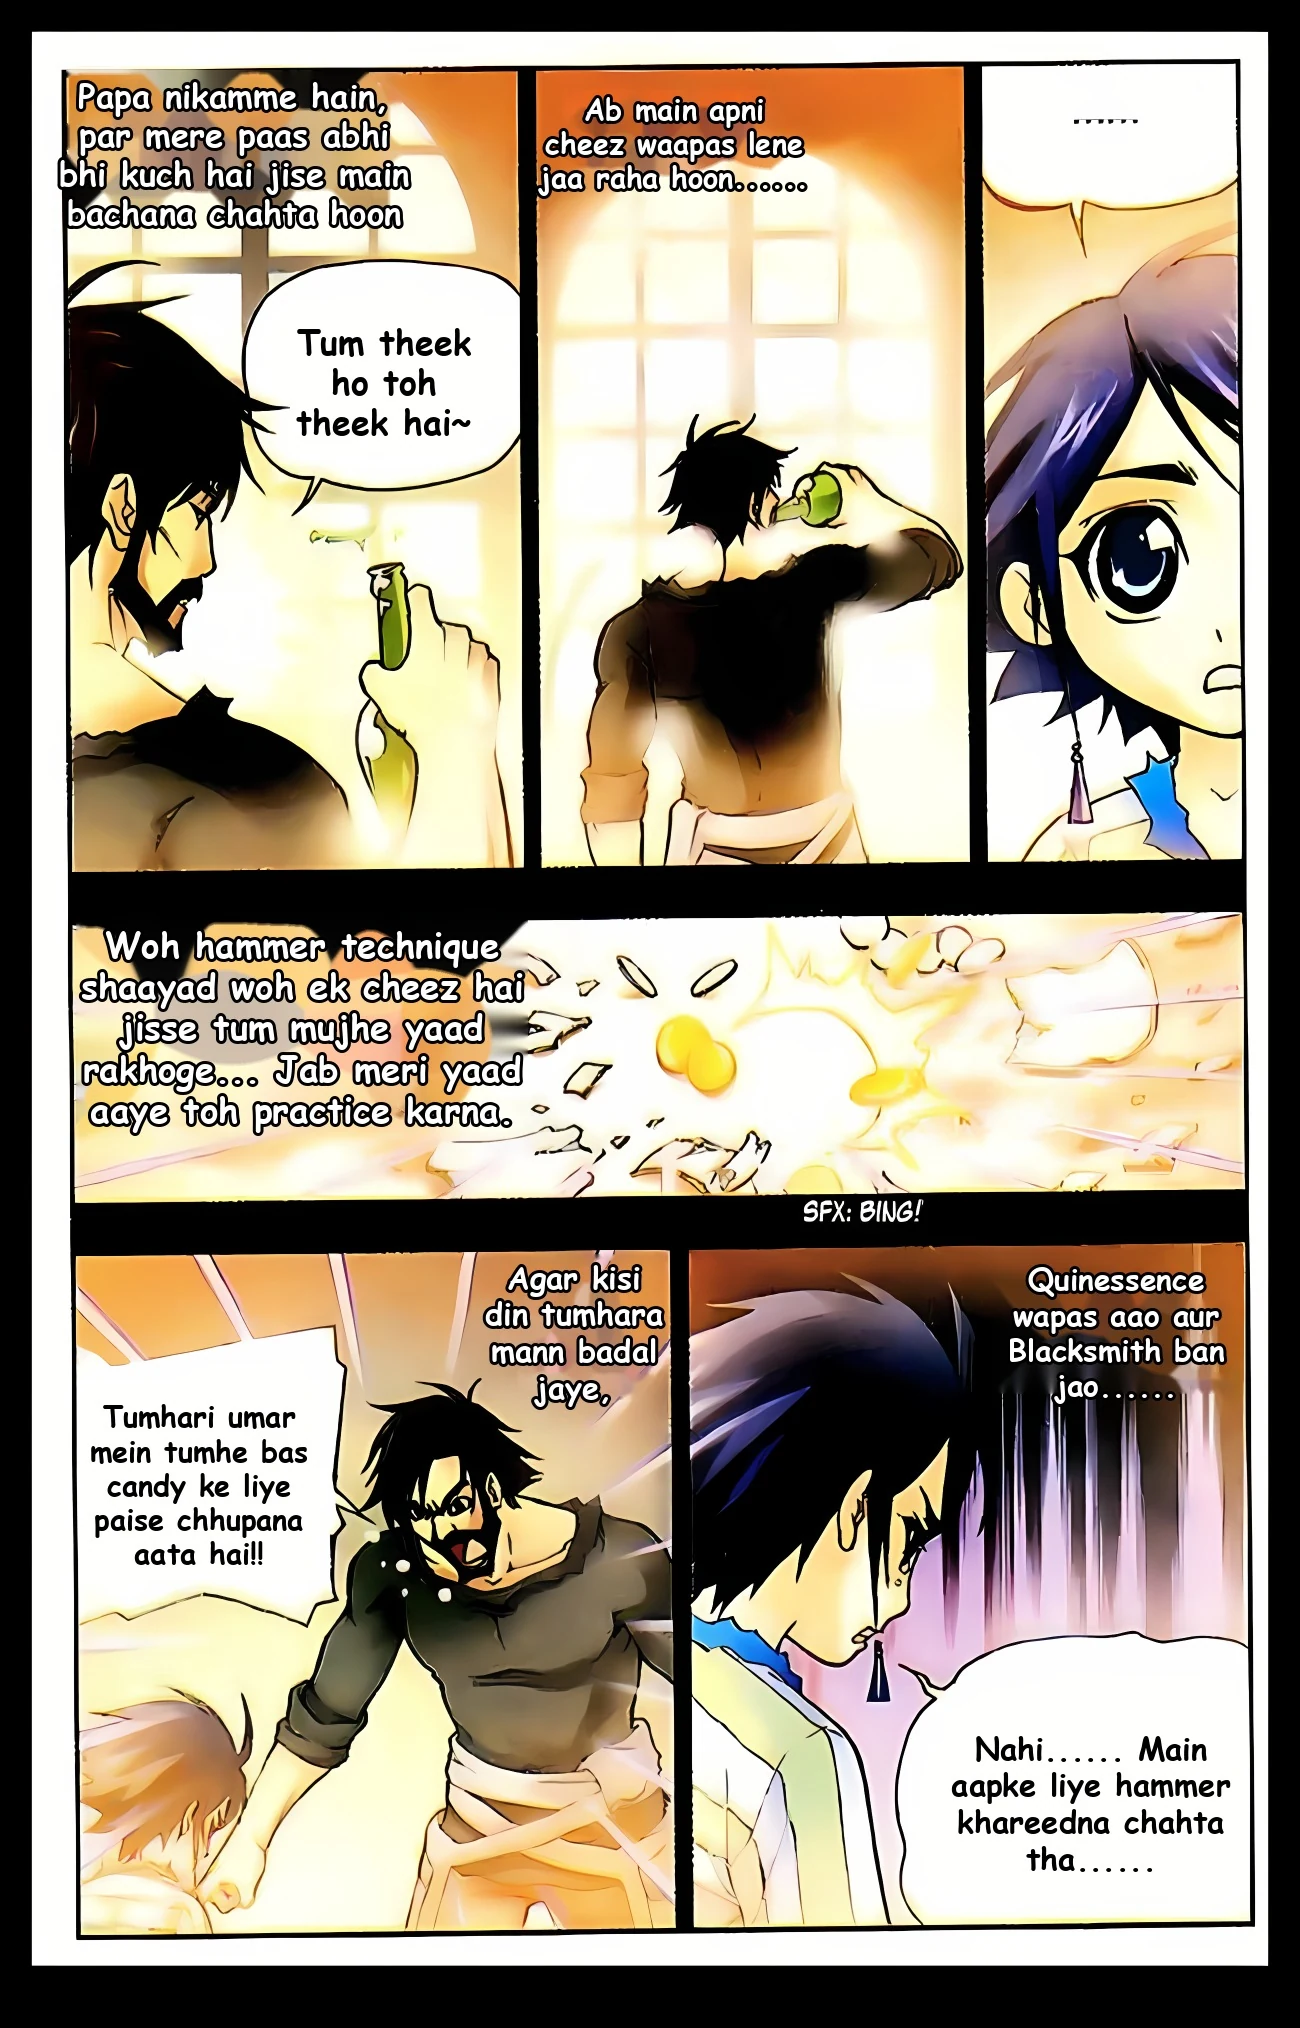 Papa nikamme hain,
par mere paas abhi
bhi kuch hai jise main
bachana chahta hoon
Tum theek
ho toh
theek hai~
Ab main apni
cheez waapas lene
jaa raha hoon......
......
Woh hammer technique
shaayad woh ek cheez hai
jisse tum mujhe yaad
rakhoge... Jab meri yaad
aaye toh practice karna.
SFX: BING!
Agar kisi
din tumhara
mann badal
jaye,
Tumhari umar
mein tumhe bas
candy ke liye
paise chhupana
aata hai!!
Quinessence
wapas aao aur
Blacksmith ban
jao......
Nahi...... Main
aapke liye hammer
khareedna chahta
tha......